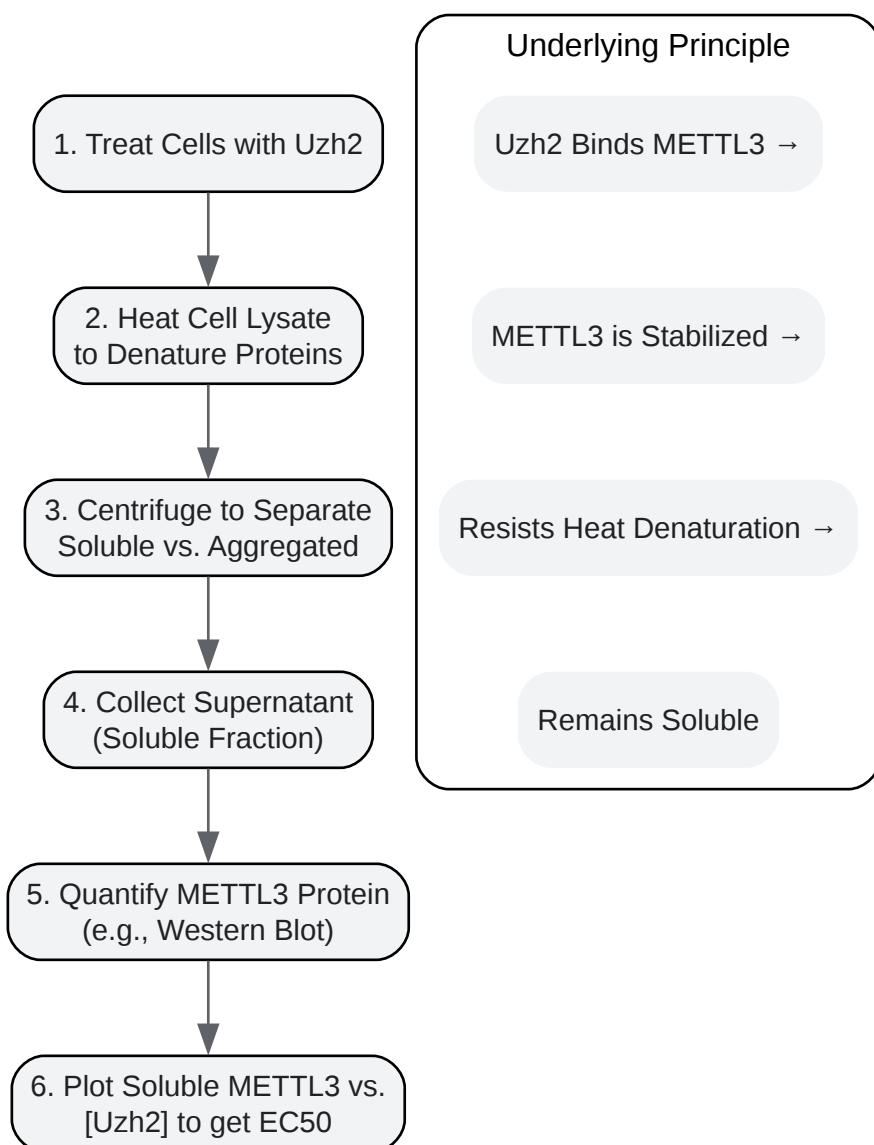 Underlying Principle
1. Treat Cells with Uzh2
Uzh2 Binds METTL3 →
2. Heat Cell Lysate
to Denature Proteins
METTL3 is Stabilized →
3. Centrifuge to Separate
Soluble vs. Aggregated
Resists Heat Denaturation →
4. Collect Supernatant
(Soluble Fraction)
Remains Soluble
5. Quantify METTL3 Protein
(e.g., Western Blot)
6. Plot Soluble METTL3 vs.
[Uzh2] to get EC50